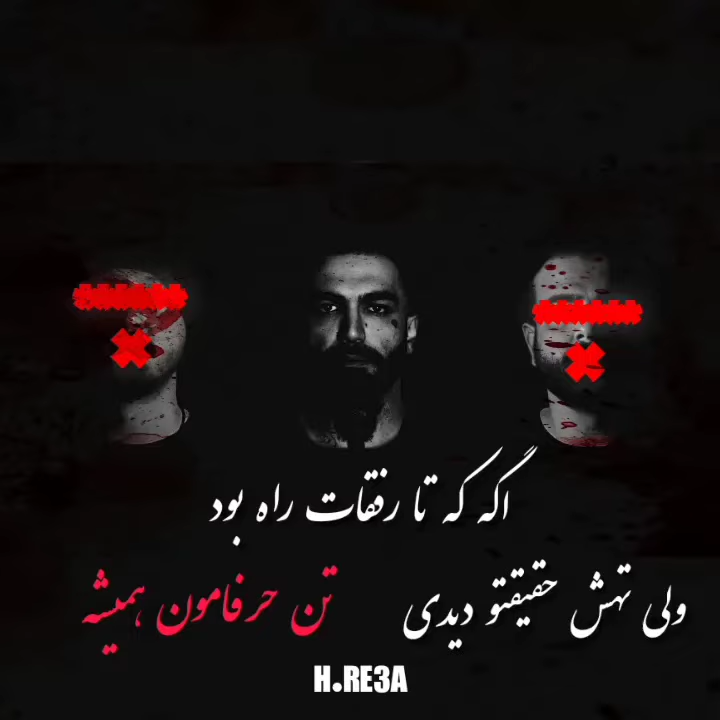 اگه که تا رفقات راه بود
ولی تهش حقیقتو دیدی تن حرفامون همیشه
H.RE3A